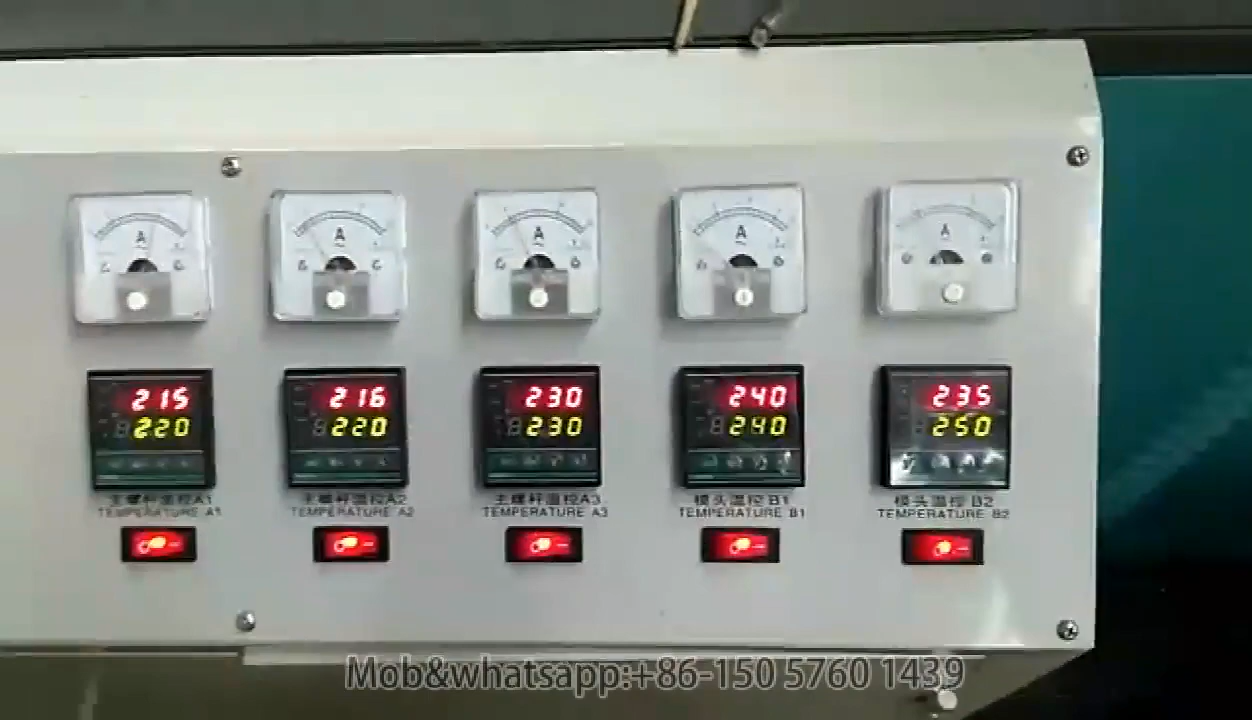 A A A A A
215 216 230 240 235
220 220 230 240 250
主螺杆温控A1 主螺杆温控A2 主螺杆温控A3 模头温控B1 模头温控B2
TEMPERATURE A1 TEMPERATURE A2 TEMPERATURE A3 TEMPERATURE B1 TEMPERATURE B2
Mob&whatsapp:+86-150 5760 1439